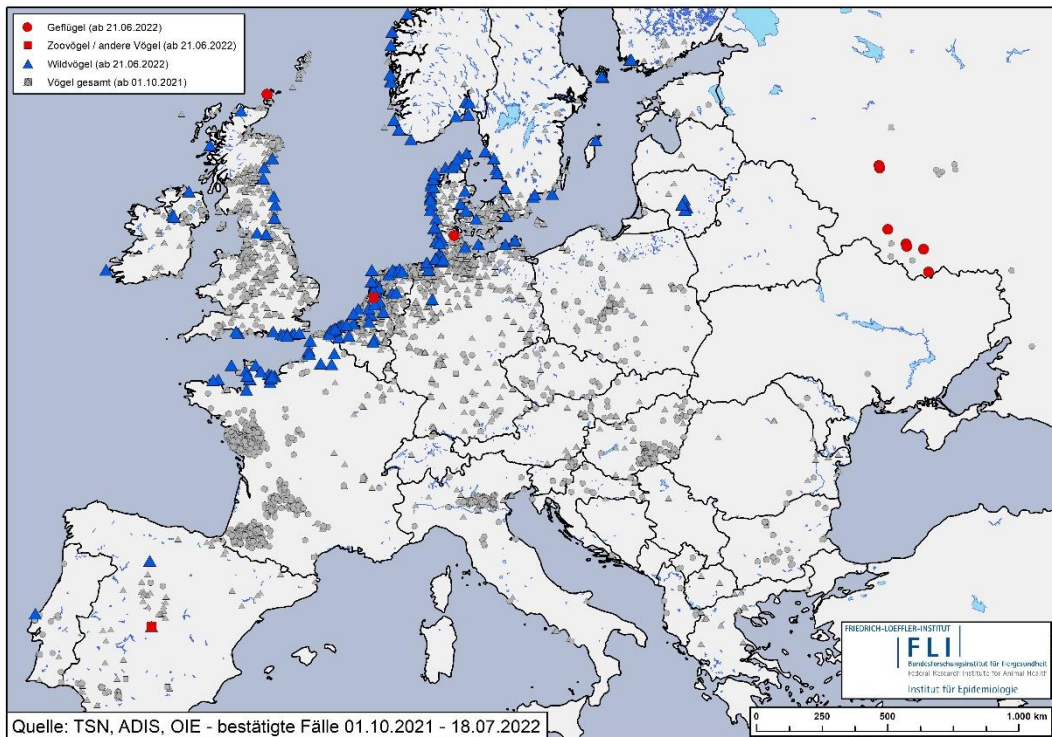 Geflügel (ab 21.06.2022)
Zoovögel / andere Vögel (ab 21.06.2022)
Wildvögel (ab 21.06.2022)
Vögel gesamt (ab 01.10.2021)
FRIEDRICH-LOEFFLER-INSTITUT
FLI
Bundesforschungsinstitut für Tiergesundheit
Federal Research Institute for Animal Health
Institut für Epidemiologie
Quelle: TSN, ADIS, OIE - bestätigte Fälle 01.10.2021 - 18.07.2022
0 250 500 1.000 km